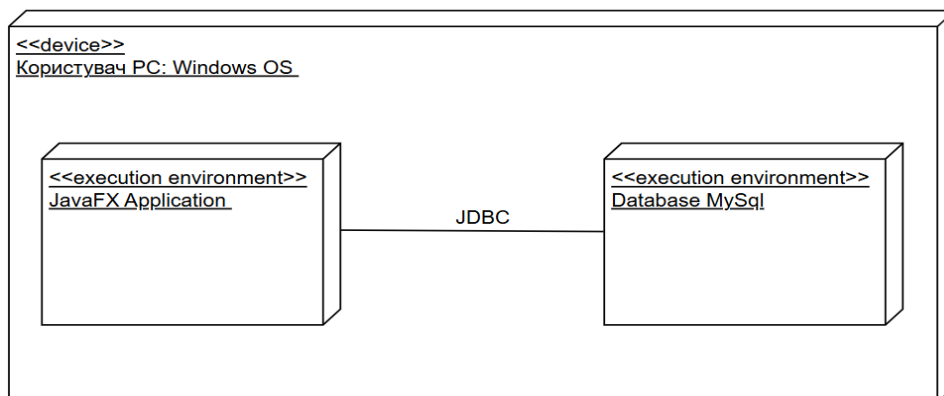 <<device>>
Користувач PC: Windows OS
<<execution environment>>
JavaFX Application
JDBC
<<execution environment>>
Database MySql